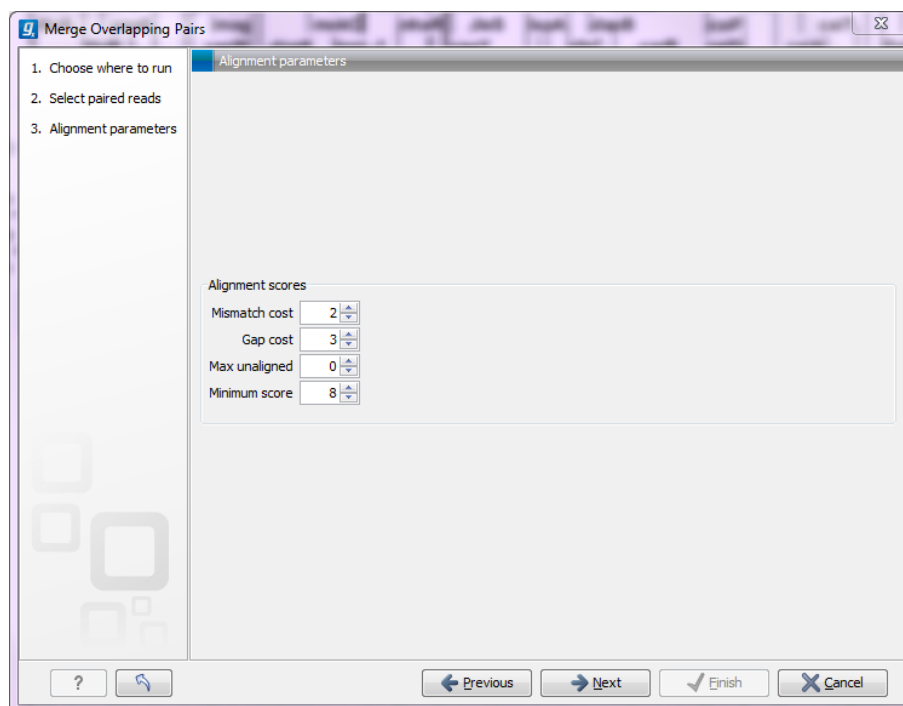 Merge Overlapping Pairs
1. Choose where to run
2. Select paired reads
3. Alignment parameters
Alignment parameters
Alignment scores
Mismatch cost 2
Gap cost 3
Max unaligned 0
Minimum score 8
?
Previous
Next
Finish
Cancel